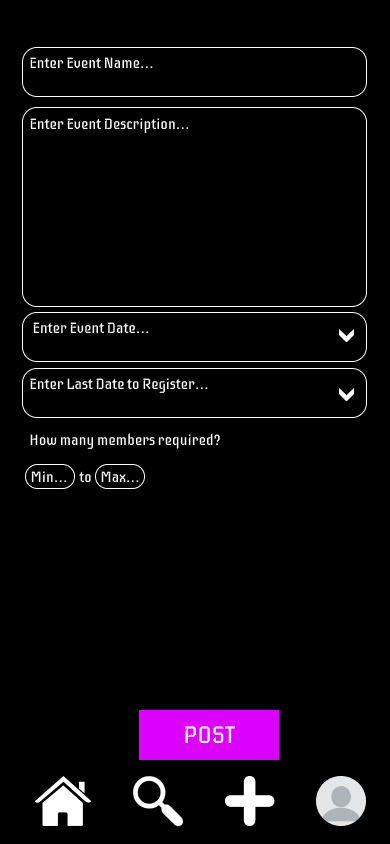 Enter Event Name...
Enter Event Description...
Enter Event Date...
Enter Last Date to Register...
How many members required?
Min... to Max...
POST